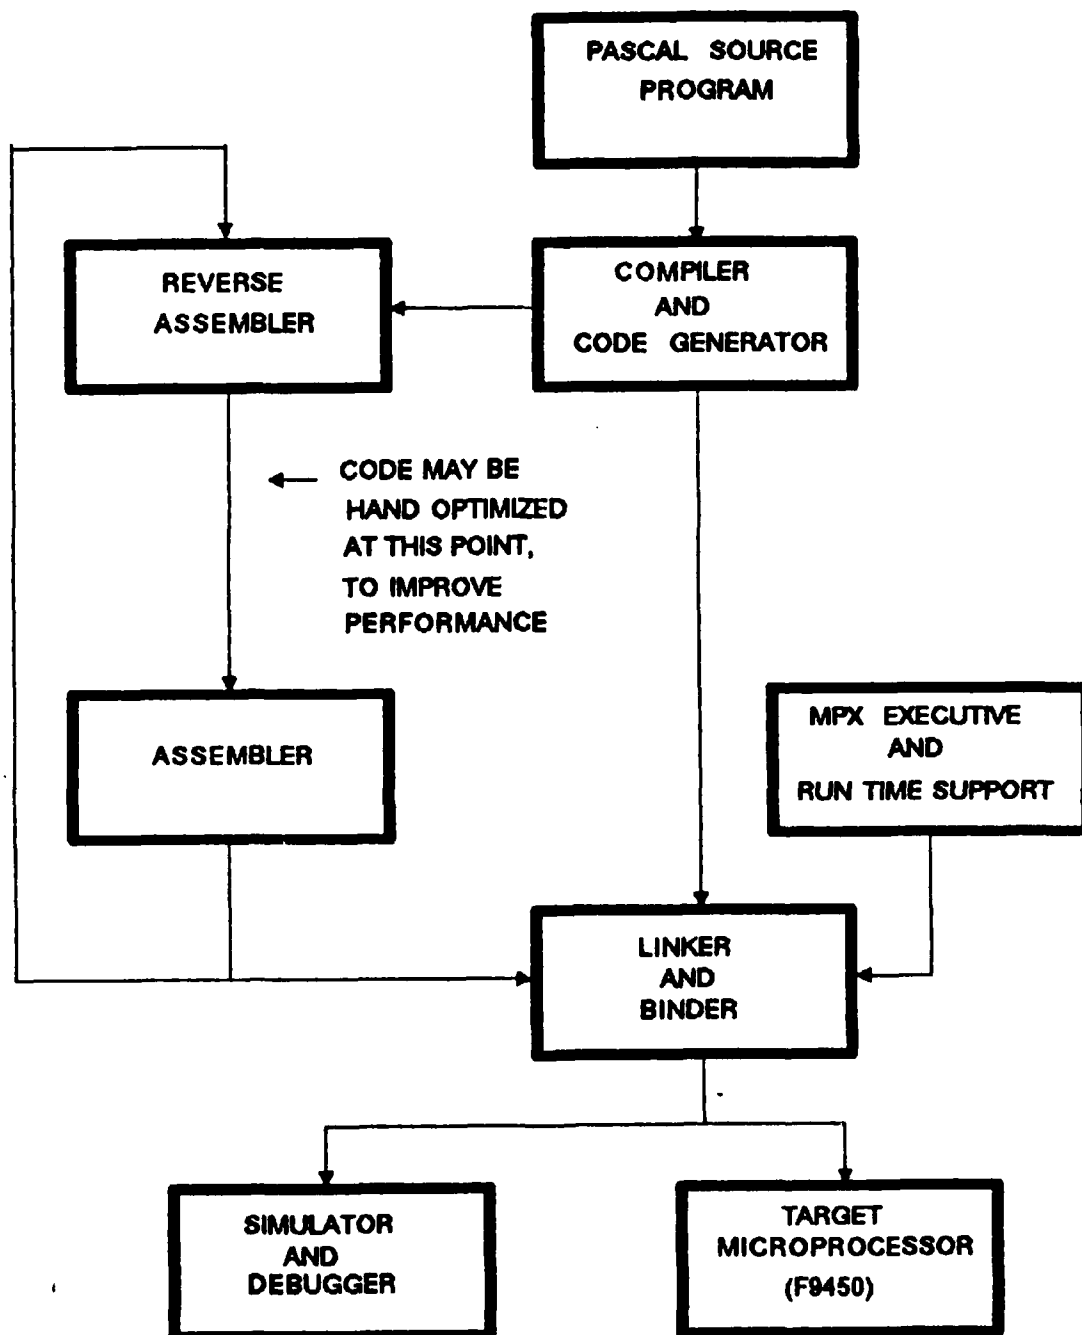 PASCAL SOURCE
PROGRAM
REVERSE
ASSEMBLER
COMPILER
AND
CODE GENERATOR
CODE MAY BE
HAND OPTIMIZED
AT THIS POINT,
TO IMPROVE
PERFORMANCE
ASSEMBLER
MPX EXECUTIVE
AND
RUN TIME SUPPORT
LINKER
AND
BINDER
SIMULATOR
AND
DEBUGGER
TARGET
MICROPROCESSOR
(F9450)